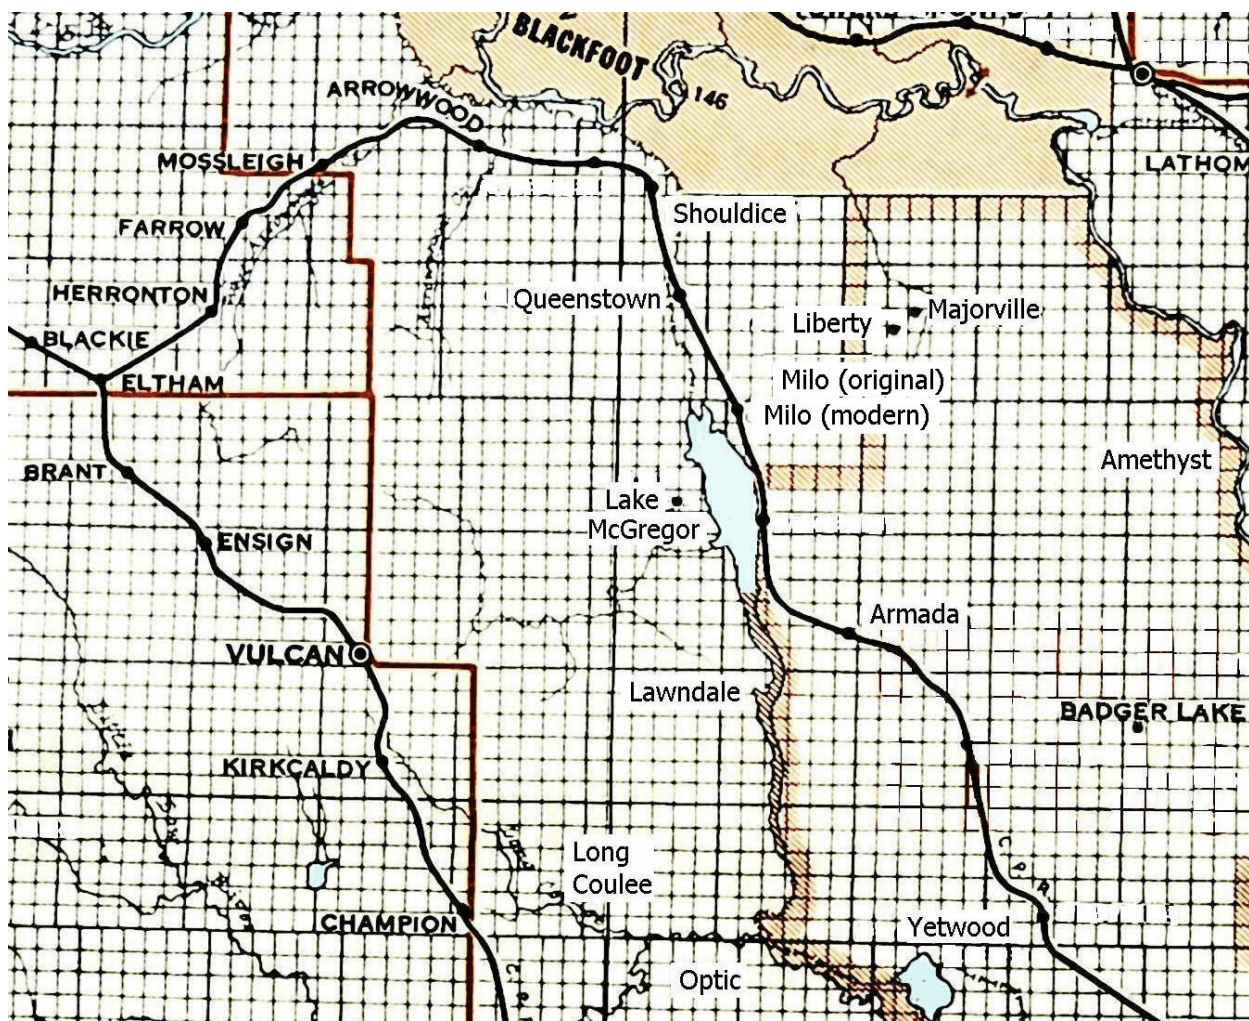 BLACKFOOT
146
ARROWWOOD
MOSSLEIGH
LATHOM
FARROW
Shouldice
HERRONTON
Queenstown
Majorville
Liberty
BLACKIE
ELTHAM
Milo (original)
Milo (modern)
BRANT
Amethyst
Lake
McGregor
ENSIGN
Armada
VULCAN
Lawndale
BADGER LAKE
KIRKCALDY
Long
Coulee
C P R
CHAMPION
Yetwood
Optic